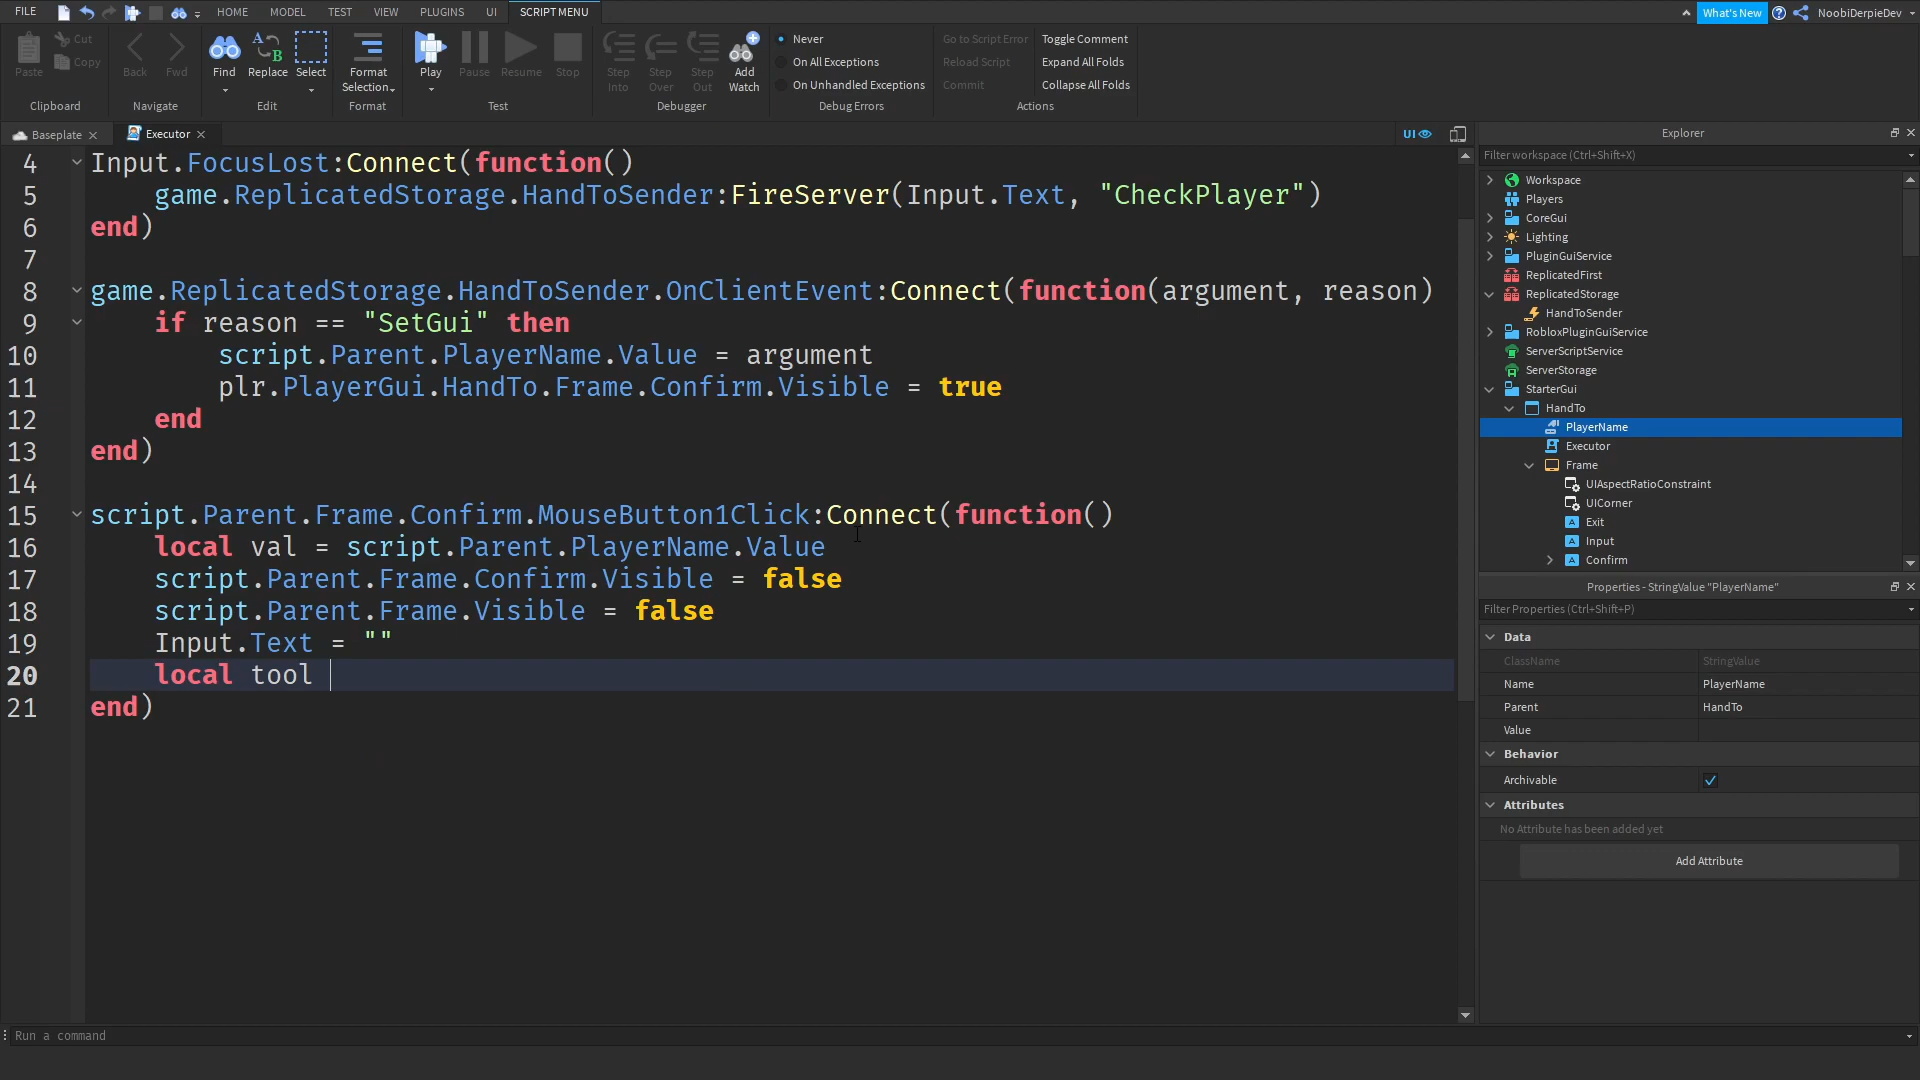 FILE HOME MODEL TEST VIEW PLUGINS UI SCRIPT MENU What's New NoobiDerpieDev
Paste Cut Copy
Clipboard
Back Fwd
Navigate
Find Replace Select
Edit
Format Selection
Format
Play Pause Resume Stop
Test
Step Into Step Over Step Out Add Watch
Debugger
Never
On All Exceptions
On Unhandled Exceptions
Debug Errors
Go to Script Error Toggle Comment
Reload Script Expand All Folds
Commit Collapse All Folds
Actions
Baseplate Executor UI
4 Input.FocusLost:Connect(function()
5 game.ReplicatedStorage.HandToSender:FireServer(Input.Text, "CheckPlayer")
6 end)
7
8 game.ReplicatedStorage.HandToSender.OnClientEvent:Connect(function(argument, reason)
9 if reason == "SetGui" then
10 script.Parent.PlayerName.Value = argument
11 plr.PlayerGui.HandTo.Frame.Confirm.Visible = true
12 end
13 end)
14
15 script.Parent.Frame.Confirm.MouseButton1Click:Connect(function()
16 local val = script.Parent.PlayerName.Value
17 script.Parent.Frame.Confirm.Visible = false
18 script.Parent.Frame.Visible = false
19 Input.Text = ""
20 local tool
21 end)
Explorer
Filter workspace (Ctrl+Shift+X)
Workspace
Players
CoreGui
Lighting
PluginGuiService
ReplicatedFirst
ReplicatedStorage
HandToSender
RobloxPluginGuiService
ServerScriptService
ServerStorage
StarterGui
HandTo
PlayerName
Executor
Frame
UIAspectRatioConstraint
UICorner
Exit
Input
Confirm
Properties - StringValue "PlayerName"
Filter Properties (Ctrl+Shift+P)
Data
ClassName StringValue
Name PlayerName
Parent HandTo
Value
Behavior
Archivable
Attributes
No Attribute has been added yet
Add Attribute
Run a command